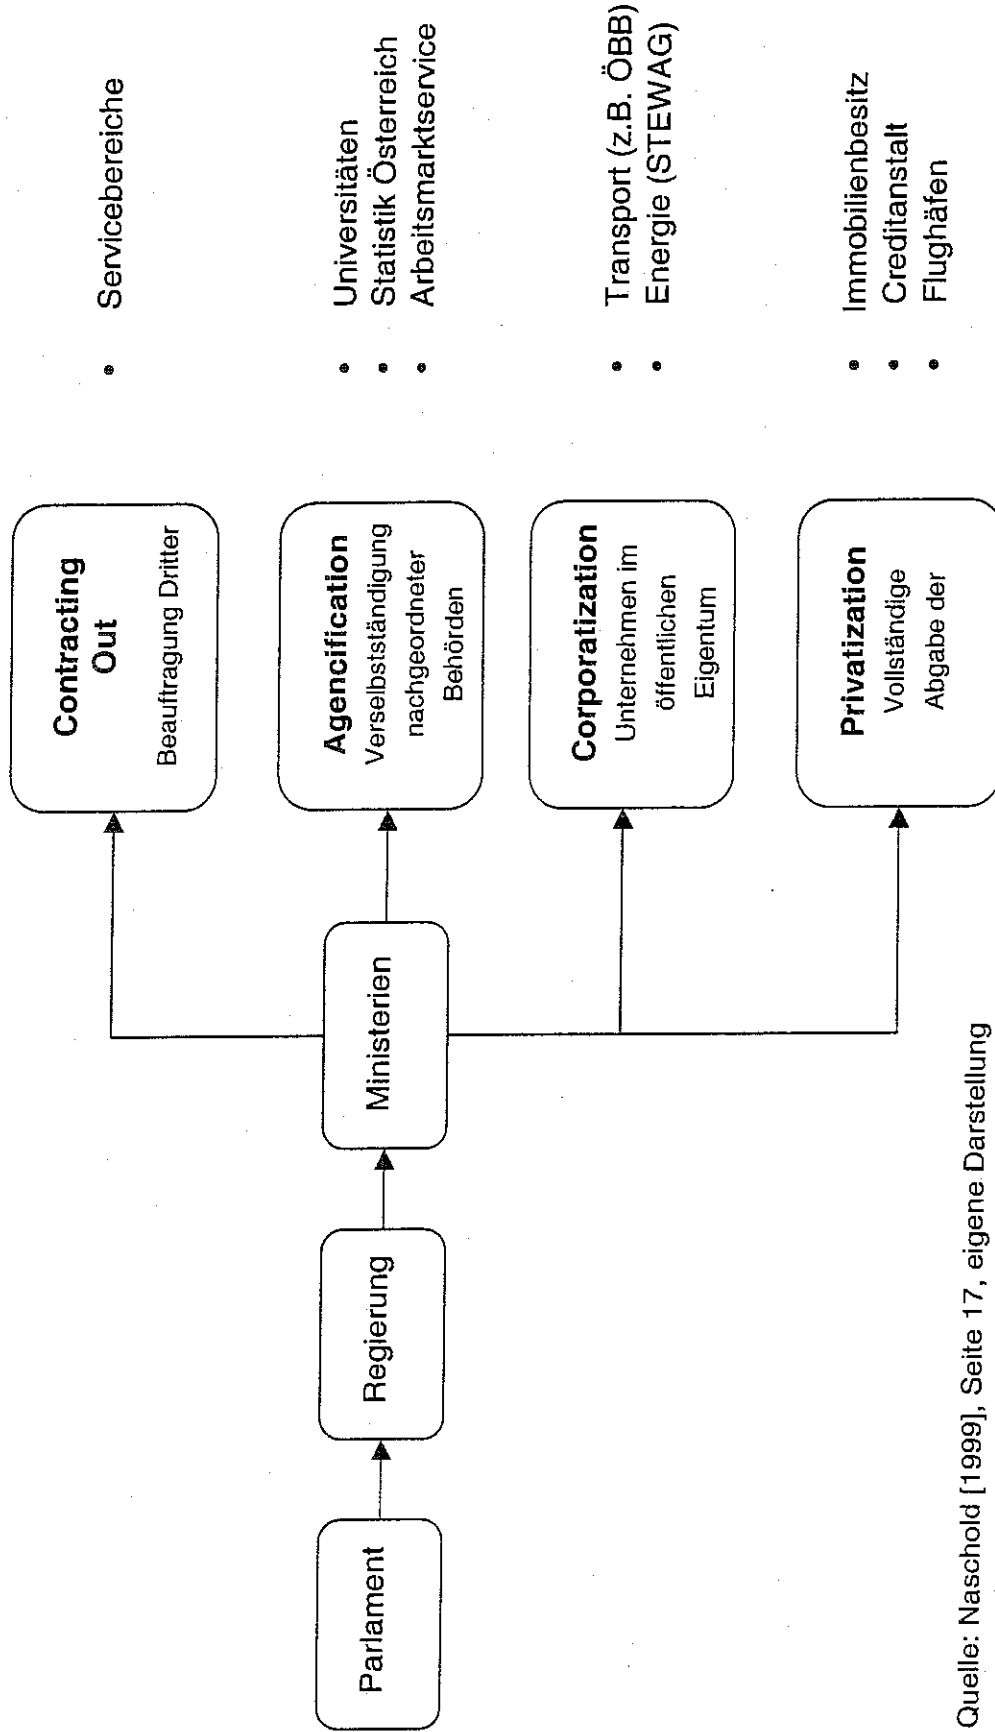 Parlament
Regierung
Ministerien
Contracting
Out
Beauftragung Dritter
• Servicebereiche
Agencification
Verselbstständigung
nachgeordneter
Behörden
• Universitäten
• Statistik Österreich
• Arbeitsmarktservice
Corporatization
Unternehmen im
öffentlichen
Eigentum
• Transport (z.B. ÖBB)
• Energie (STEWAG)
Privatization
Vollständige
Abgabe der
• Immobilienbesitz
• Creditanstalt
• Flughäfen
Quelle: Naschold [1999], Seite 17, eigene Darstellung